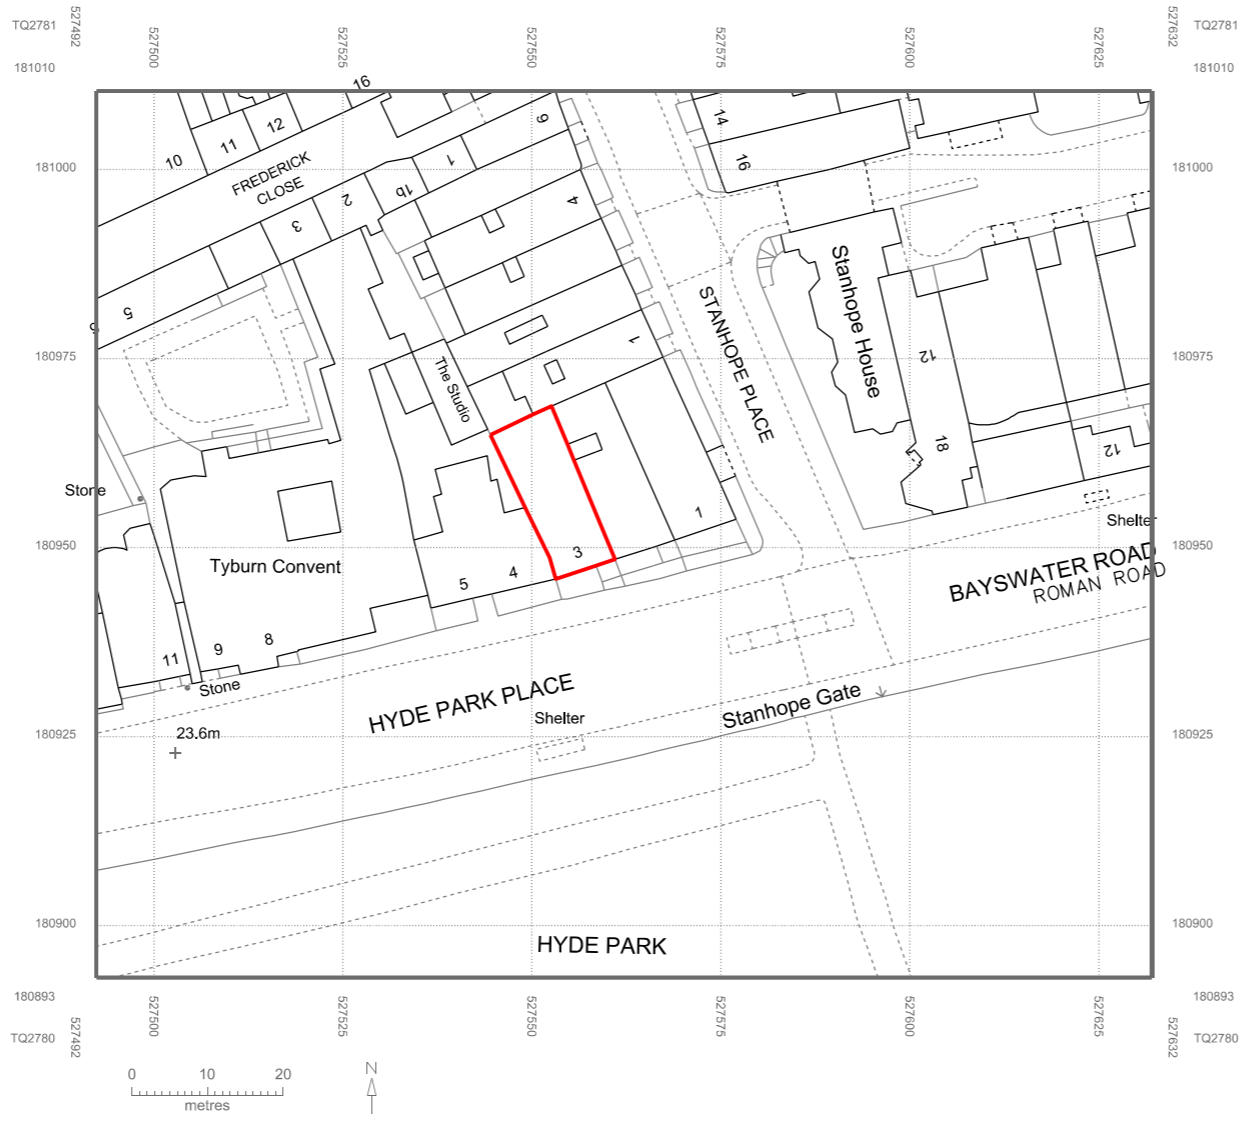 TQ2781
527492
527500
527525
527550
527575
527600
527625
527632
TQ2781
181010
181010
16
12
11
10
FREDERICK
CLOSE
1
1b
2
3
5
6
9
4
1
14
16
181000
181000
STANHOPE PLACE
Stanhope House
12
18
12
180975
180975
The Studio
Stone
Tyburn Convent
1
3
4
5
8
9
11
Stone
Shelter
180950
180950
BAYSWATER ROAD
ROMAN ROAD
HYDE PARK PLACE
Stanhope Gate
Shelter
23.6m
180925
180925
180900
180900
HYDE PARK
180893
180893
TQ2780
527492
527500
527525
527550
527575
527600
527625
527632
TQ2780
0 10 20
metres
N